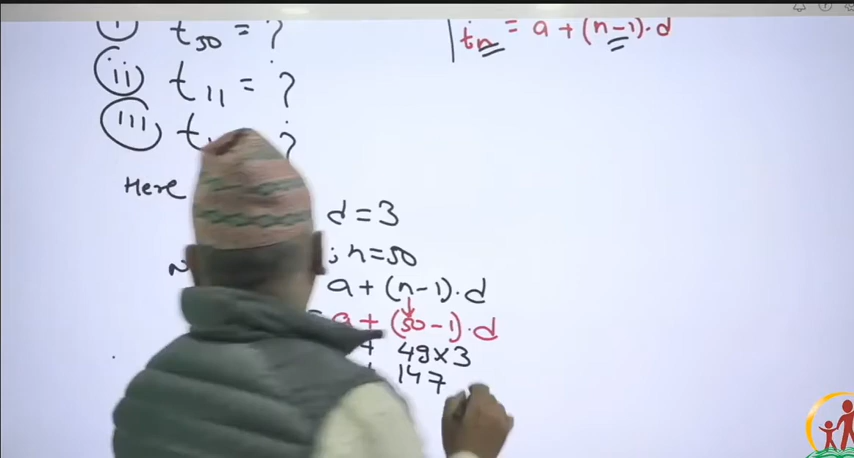 (i) t50 = ?
tn = a + (n-1)·d
(ii) t11 = ?
(iii) t ?
Here
d = 3
; n = 50
a + (n-1)·d
= a + (50-1)·d
+ 49×3
+ 147